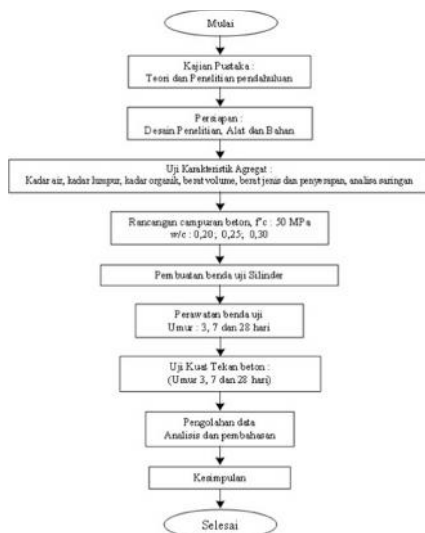 Mulai
Kajian Pustaka :
Teori dan Penelitian pendahuluan
Persiapan :
Desain Penelitian, Alat dan Bahan
Uji Karakteristik Agregat :
Kadar air, kadar lumpur, kadar organik, berat volume, berat jenis dan penyerapan, analisa saringan
Rancangan campuran beton, f'c : 50 MPa
w/c : 0,20 ; 0,25; 0,30
Pembuatan benda uji Silinder
Perawatan benda uji
Umur : 3, 7 dan 28 hari
Uji Kuat Tekan beton :
(Umur 3, 7 dan 28 hari)
Pengolahan data
Analisis dan pembahasan
Kesimpulan
Selesai